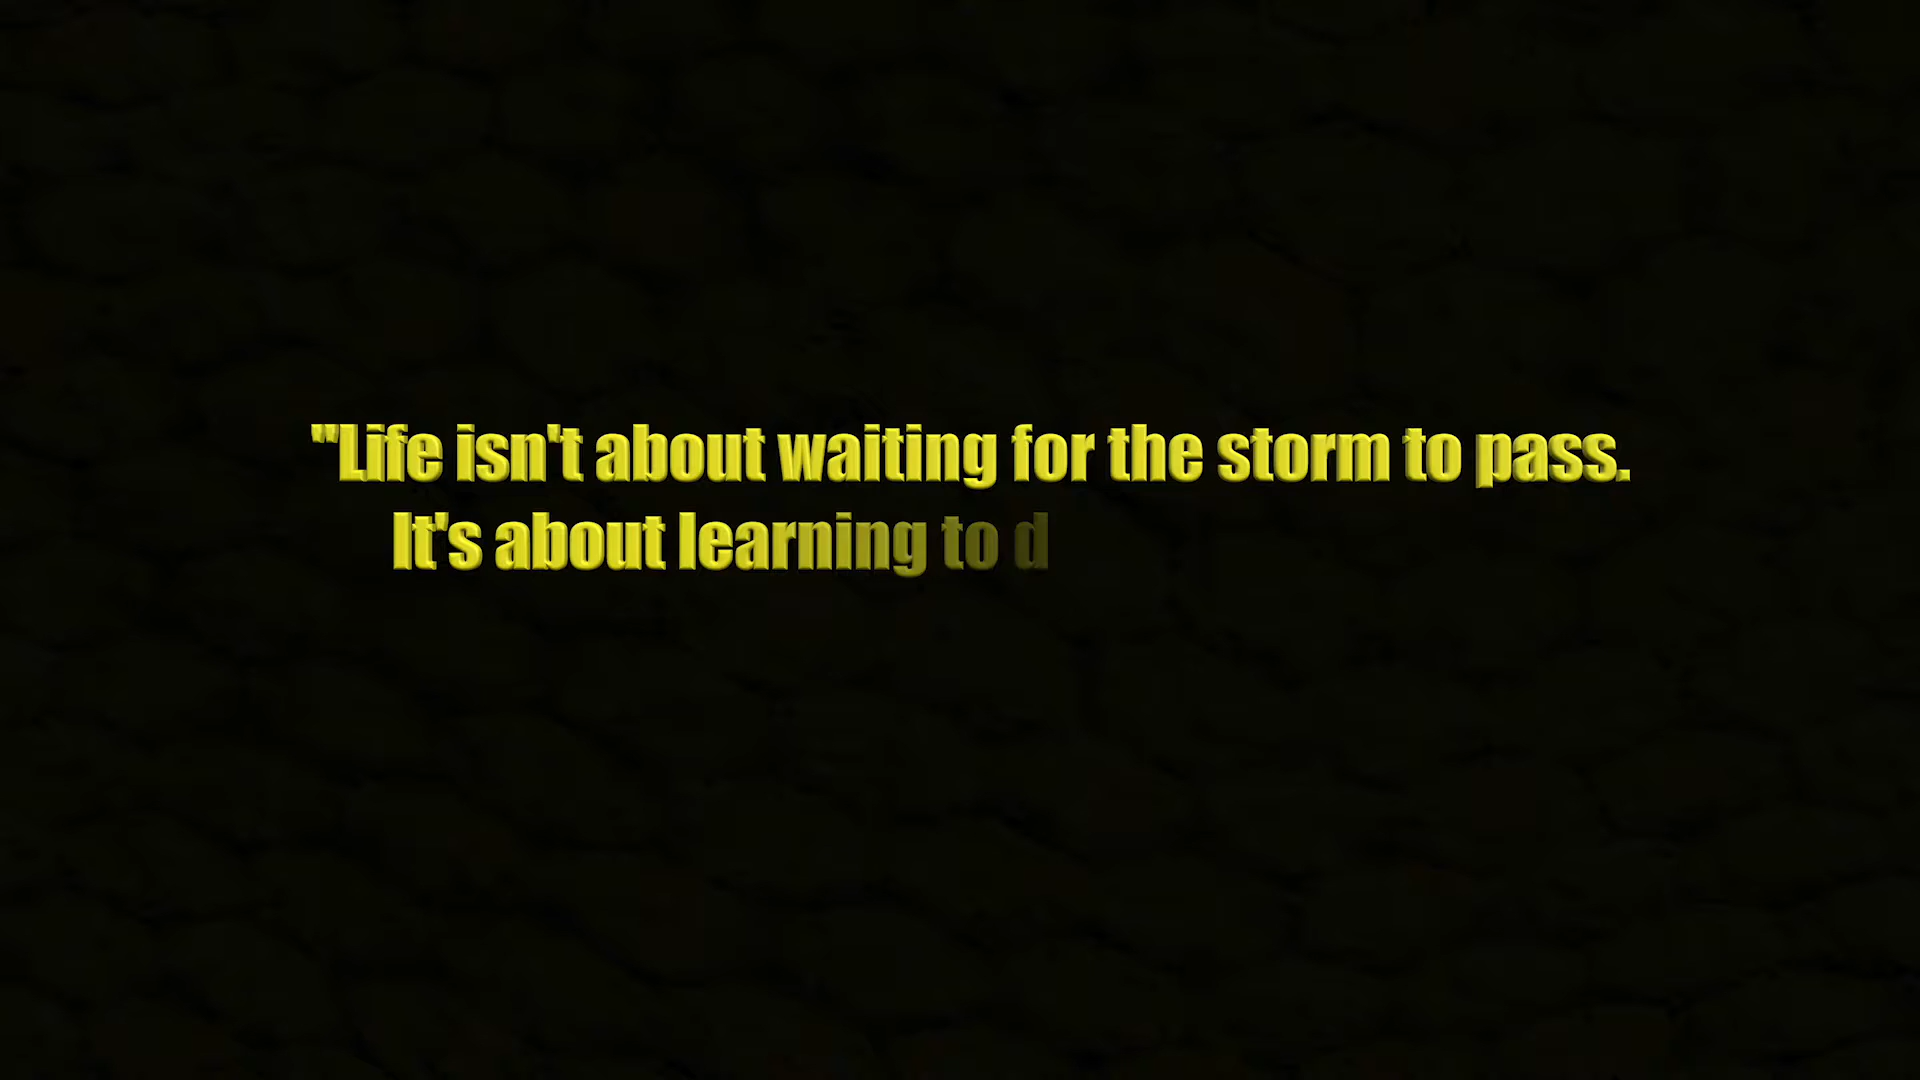 "Life isn't about waiting for the storm to pass.
It's about learning to d